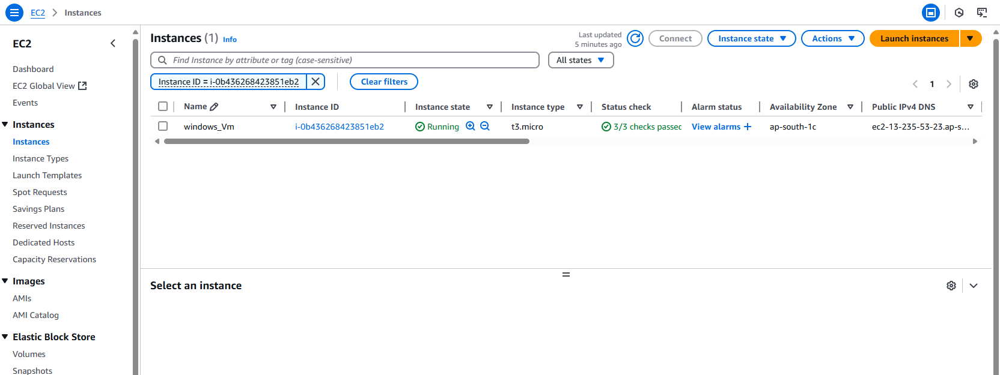 EC2 > Instances
EC2
Dashboard
EC2 Global View
Events
Instances
Instances
Instance Types
Launch Templates
Spot Requests
Savings Plans
Reserved Instances
Dedicated Hosts
Capacity Reservations
Images
AMIs
AMI Catalog
Elastic Block Store
Volumes
Snapshots
Instances (1) Info
Last updated
5 minutes ago
Connect
Instance state
Actions
Launch instances
Find Instance by attribute or tag (case-sensitive)
All states
Instance ID = i-0b436268423851eb2
Clear filters
1
Name Instance ID Instance state Instance type Status check Alarm status Availability Zone Public IPv4 DNS
windows_Vm i-0b436268423851eb2 Running t3.micro 3/3 checks passec View alarms + ap-south-1c ec2-13-235-53-23.ap-s...
Select an instance